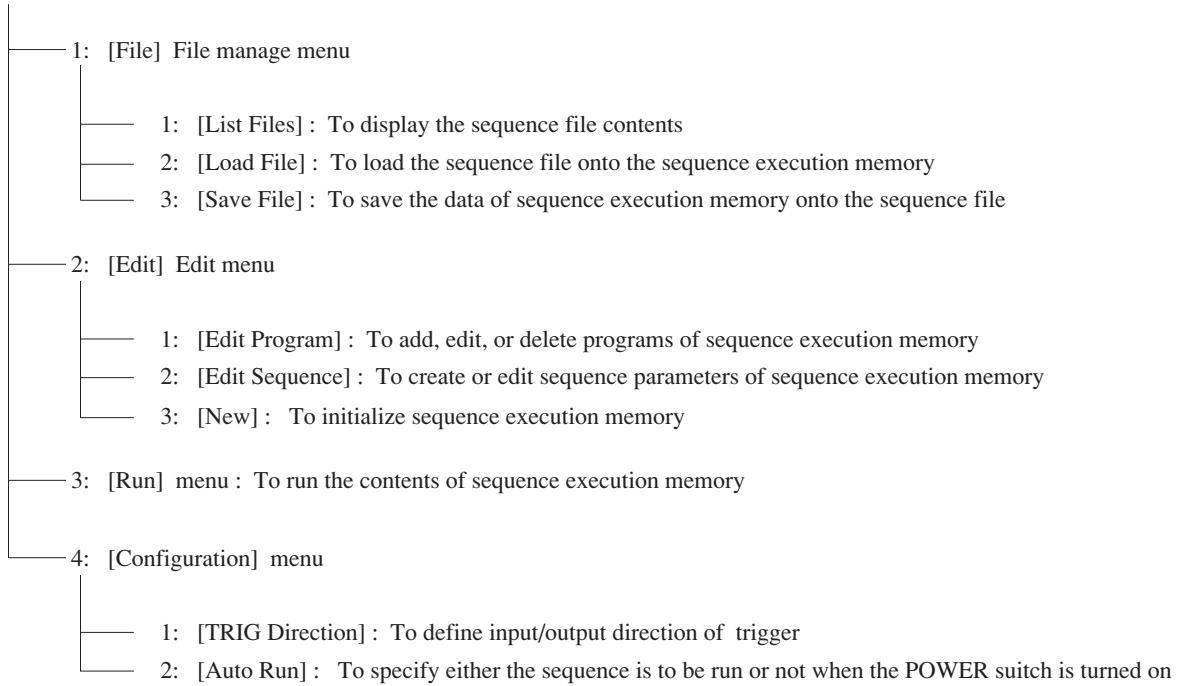 1: [File] File manage menu
1: [List Files] : To display the sequence file contents
2: [Load File] : To load the sequence file onto the sequence execution memory
3: [Save File] : To save the data of sequence execution memory onto the sequence file
2: [Edit] Edit menu
1: [Edit Program] : To add, edit, or delete programs of sequence execution memory
2: [Edit Sequence] : To create or edit sequence parameters of sequence execution memory
3: [New] : To initialize sequence execution memory
3: [Run] menu : To run the contents of sequence execution memory
4: [Configuration] menu
1: [TRIG Direction] : To define input/output direction of trigger
2: [Auto Run] : To specify either the sequence is to be run or not when the POWER suitch is turned on